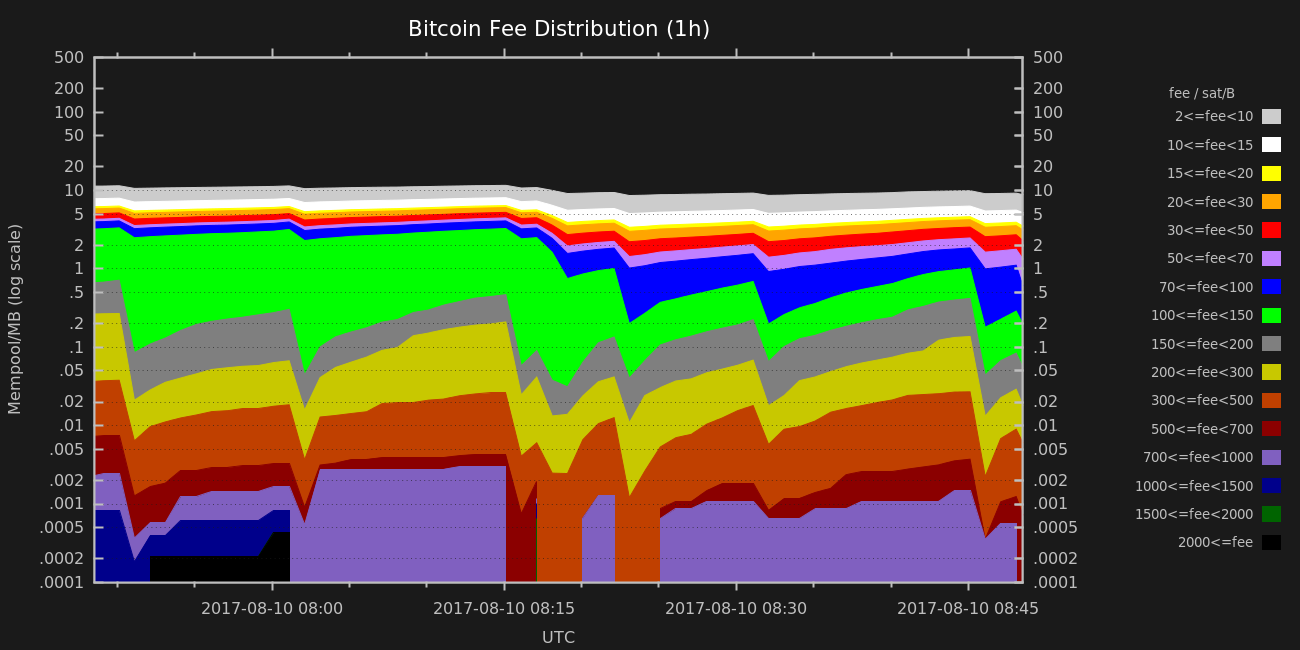 Bitcoin Fee Distribution (1h)
Mempool/MB (log scale)
500
200
100
50
20
10
5
2
1
.5
.2
.1
.05
.02
.01
.005
.002
.001
.0005
.0002
.0001
500
200
100
50
20
10
5
2
1
.5
.2
.1
.05
.02
.01
.005
.002
.001
.0005
.0002
.0001
2017-08-10 08:00
2017-08-10 08:15
2017-08-10 08:30
2017-08-10 08:45
UTC
fee / sat/B
2<=fee<10
10<=fee<15
15<=fee<20
20<=fee<30
30<=fee<50
50<=fee<70
70<=fee<100
100<=fee<150
150<=fee<200
200<=fee<300
300<=fee<500
500<=fee<700
700<=fee<1000
1000<=fee<1500
1500<=fee<2000
2000<=fee